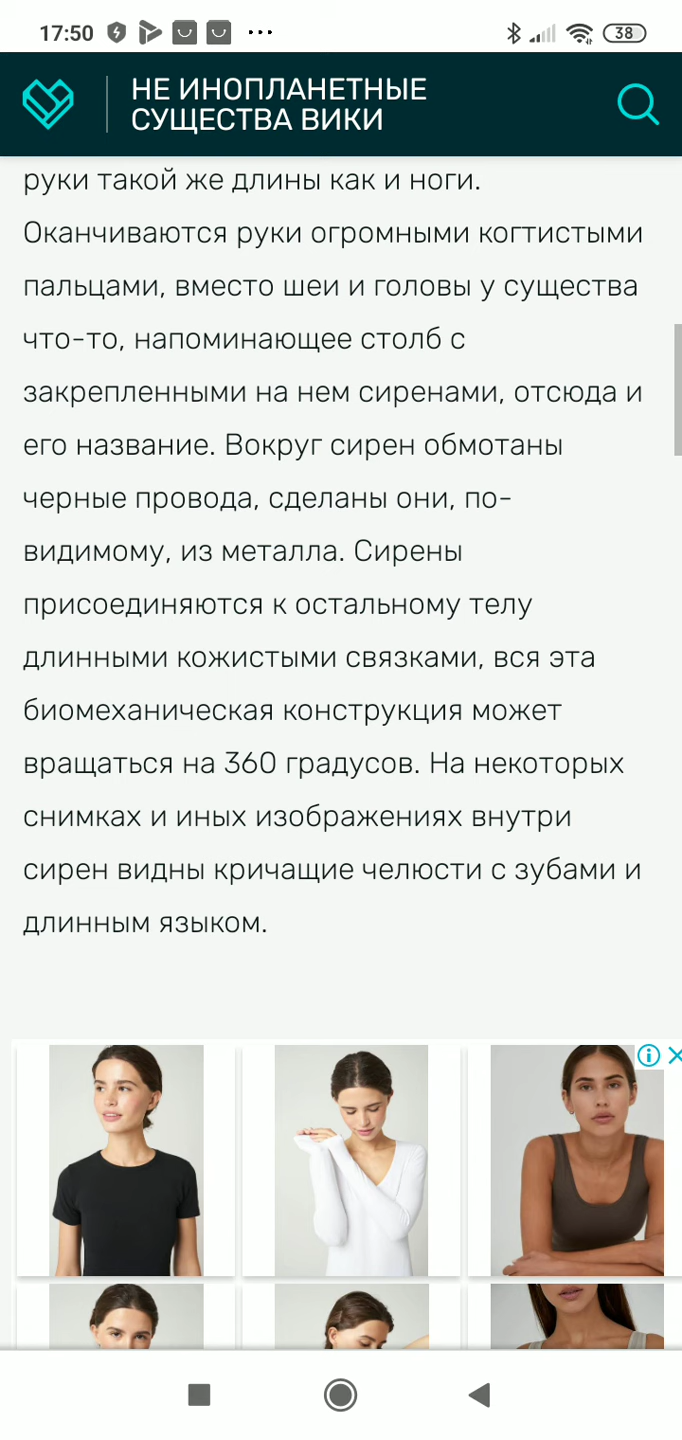 17:50
38
НЕ ИНОПЛАНЕТНЫЕ
СУЩЕСТВА ВИКИ
руки такой же длины как и ноги.
Оканчиваются руки огромными когтистыми
пальцами, вместо шеи и головы у существа
что-то, напоминающее столб с
закрепленными на нем сиренами, отсюда и
его название. Вокруг сирен обмотаны
черные провода, сделаны они, по-
видимому, из металла. Сирены
присоединяются к остальному телу
длинными кожистыми связками, вся эта
биомеханическая конструкция может
вращаться на 360 градусов. На некоторых
снимках и иных изображениях внутри
сирен видны кричащие челюсти с зубами и
длинным языком.